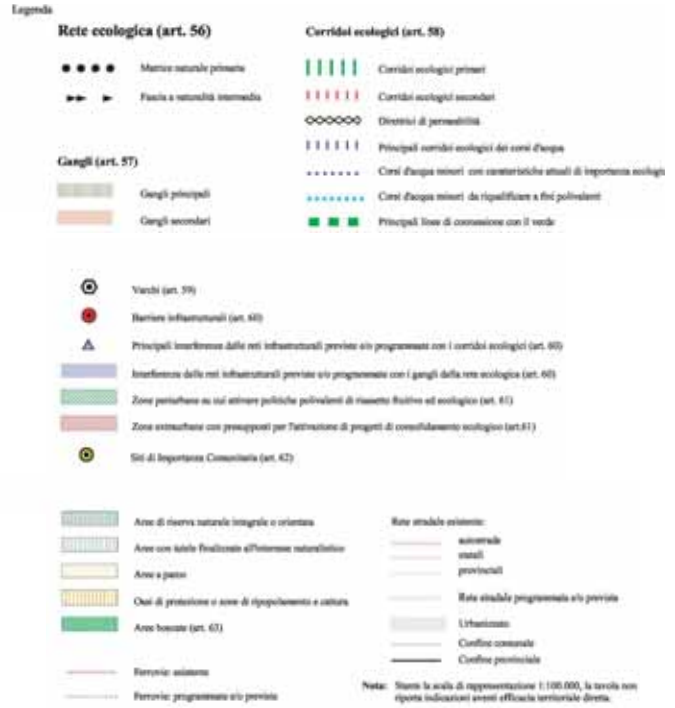 Legenda
Rete ecologica (art. 56)
Matrice naturale primaria
Fascia a naturalità intermedia
Gangli (art. 57)
Gangli principali
Gangli secondari
Corridoi ecologici (art. 58)
Corridoi ecologici primari
Corridoi ecologici secondari
Direttrici di permeabilità
Principali corridoi ecologici dei corsi d'acqua
Corsi d'acqua minori con caratteristiche attuali di importanza ecologic
Corsi d'acqua minori da riqualificare a fini polivalenti
Principali linee di connessione con il verde
Varchi (art. 59)
Barriere infrastrutturali (art. 60)
Principali interferenze delle reti infrastrutturali previste e/o programmate con i corridoi ecologici (art. 60)
Interferenze delle reti infrastrutturali previste e/o programmate con i gangli della rete ecologica (art. 60)
Zone periurbane su cui attivare politiche polivalenti di riassetto fruitivo ed ecologico (art. 61)
Zone extraurbane con presupposti per l'attivazione di progetti di consolidamento ecologico (art.61)
Siti di Importanza Comunitaria (art. 62)
Aree di riserva naturale integrale o orientata
Aree con tutele finalizzate all'interesse naturalistico
Aree a parco
Oasi di protezione o zone di ripopolamento e cattura
Aree boscate (art. 63)
Ferrovie: esistente
Ferrovie: programmata e/o prevista
Rete stradale esistente:
autostrade
statali
provinciali
Rete stradale programmata e/o prevista
Urbanizzato
Confine comunale
Confine provinciale
Nota: Stante la scala di rappresentazione 1:100.000, la tavola non
riporta indicazioni aventi efficacia territoriale diretta.